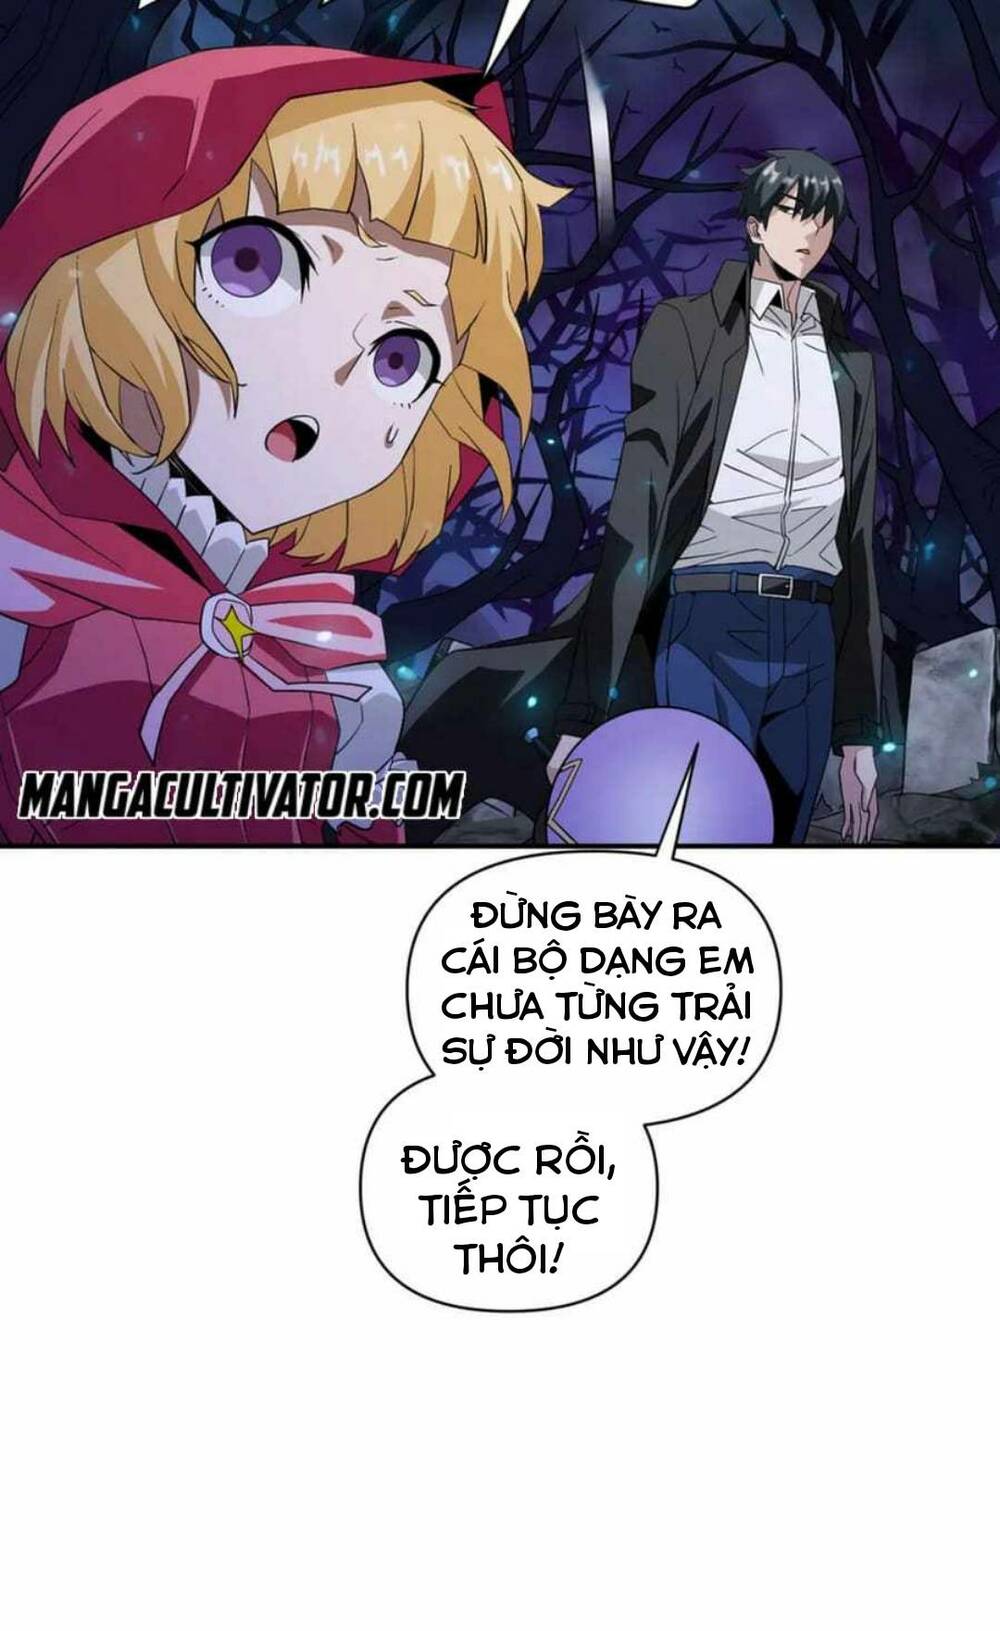 MANGACULTIVATOR.COM
ĐỪNG BÀY RA
CÁI BỘ DẠNG EM
CHƯA TỪNG TRẢI
SỰ ĐỜI NHƯ VẬY!
ĐƯỢC RỒI,
TIẾP TỤC
THÔI!